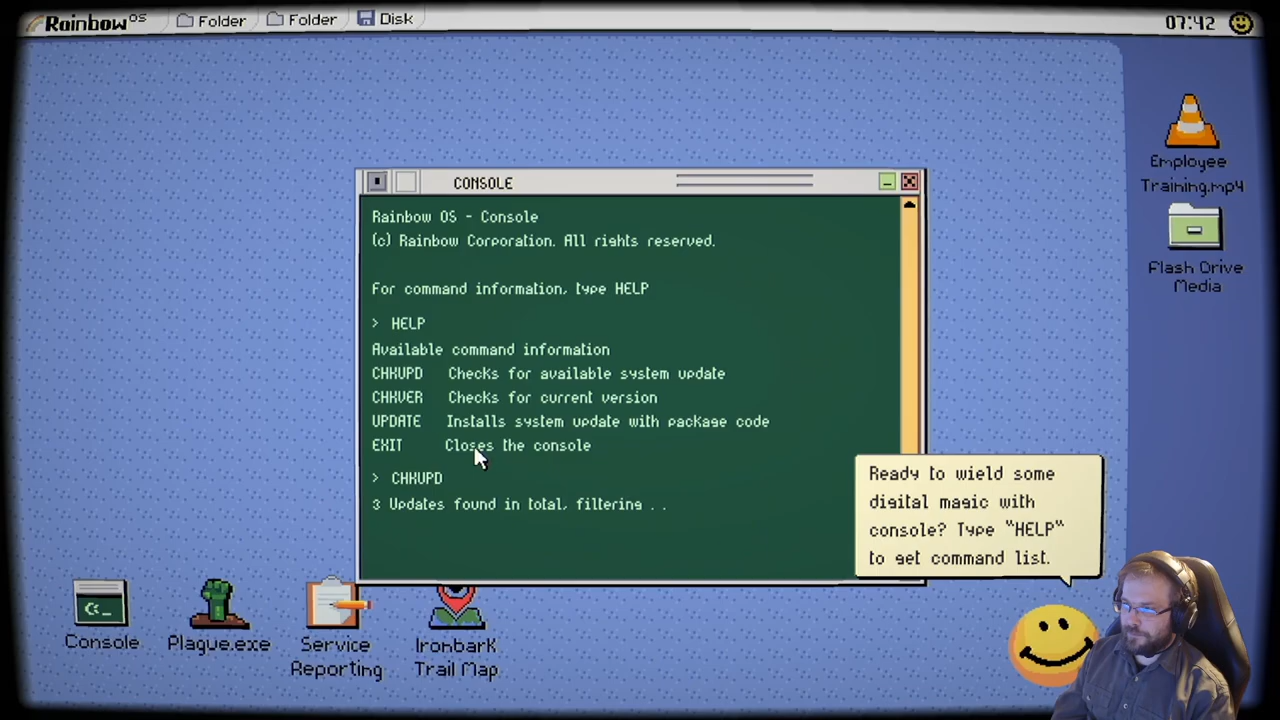 RainbowOS
Folder
Folder
Disk
07:42
Employee
Training.mp4
Flash Drive
Media
CONSOLE
Rainbow OS - Console
(c) Rainbow Corporation. All rights reserved.
For command information, type HELP
> HELP
Available command information
CHKUPD Checks for available system update
CHKVER Checks for current version
UPDATE Installs system update with package code
EXIT Closes the console
> CHKUPD
3 Updates found in total, filtering . .
Ready to wield some
digital magic with
console? Type "HELP"
to get command list.
Console
Plague.exe
Service
Reporting
Ironbark
Trail Map